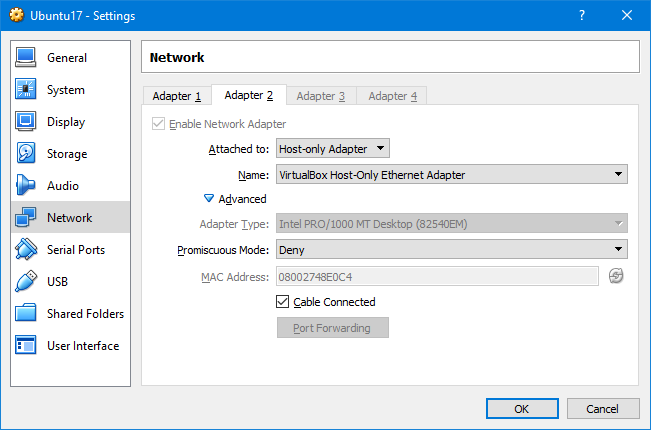 Ubuntu17 - Settings
?
General
System
Display
Storage
Audio
Network
Serial Ports
USB
Shared Folders
User Interface
Network
Adapter 1 Adapter 2 Adapter 3 Adapter 4
Enable Network Adapter
Attached to: Host-only Adapter
Name: VirtualBox Host-Only Ethernet Adapter
Advanced
Adapter Type: Intel PRO/1000 MT Desktop (82540EM)
Promiscuous Mode: Deny
MAC Address: 08002748E0C4
Cable Connected
Port Forwarding
OK Cancel